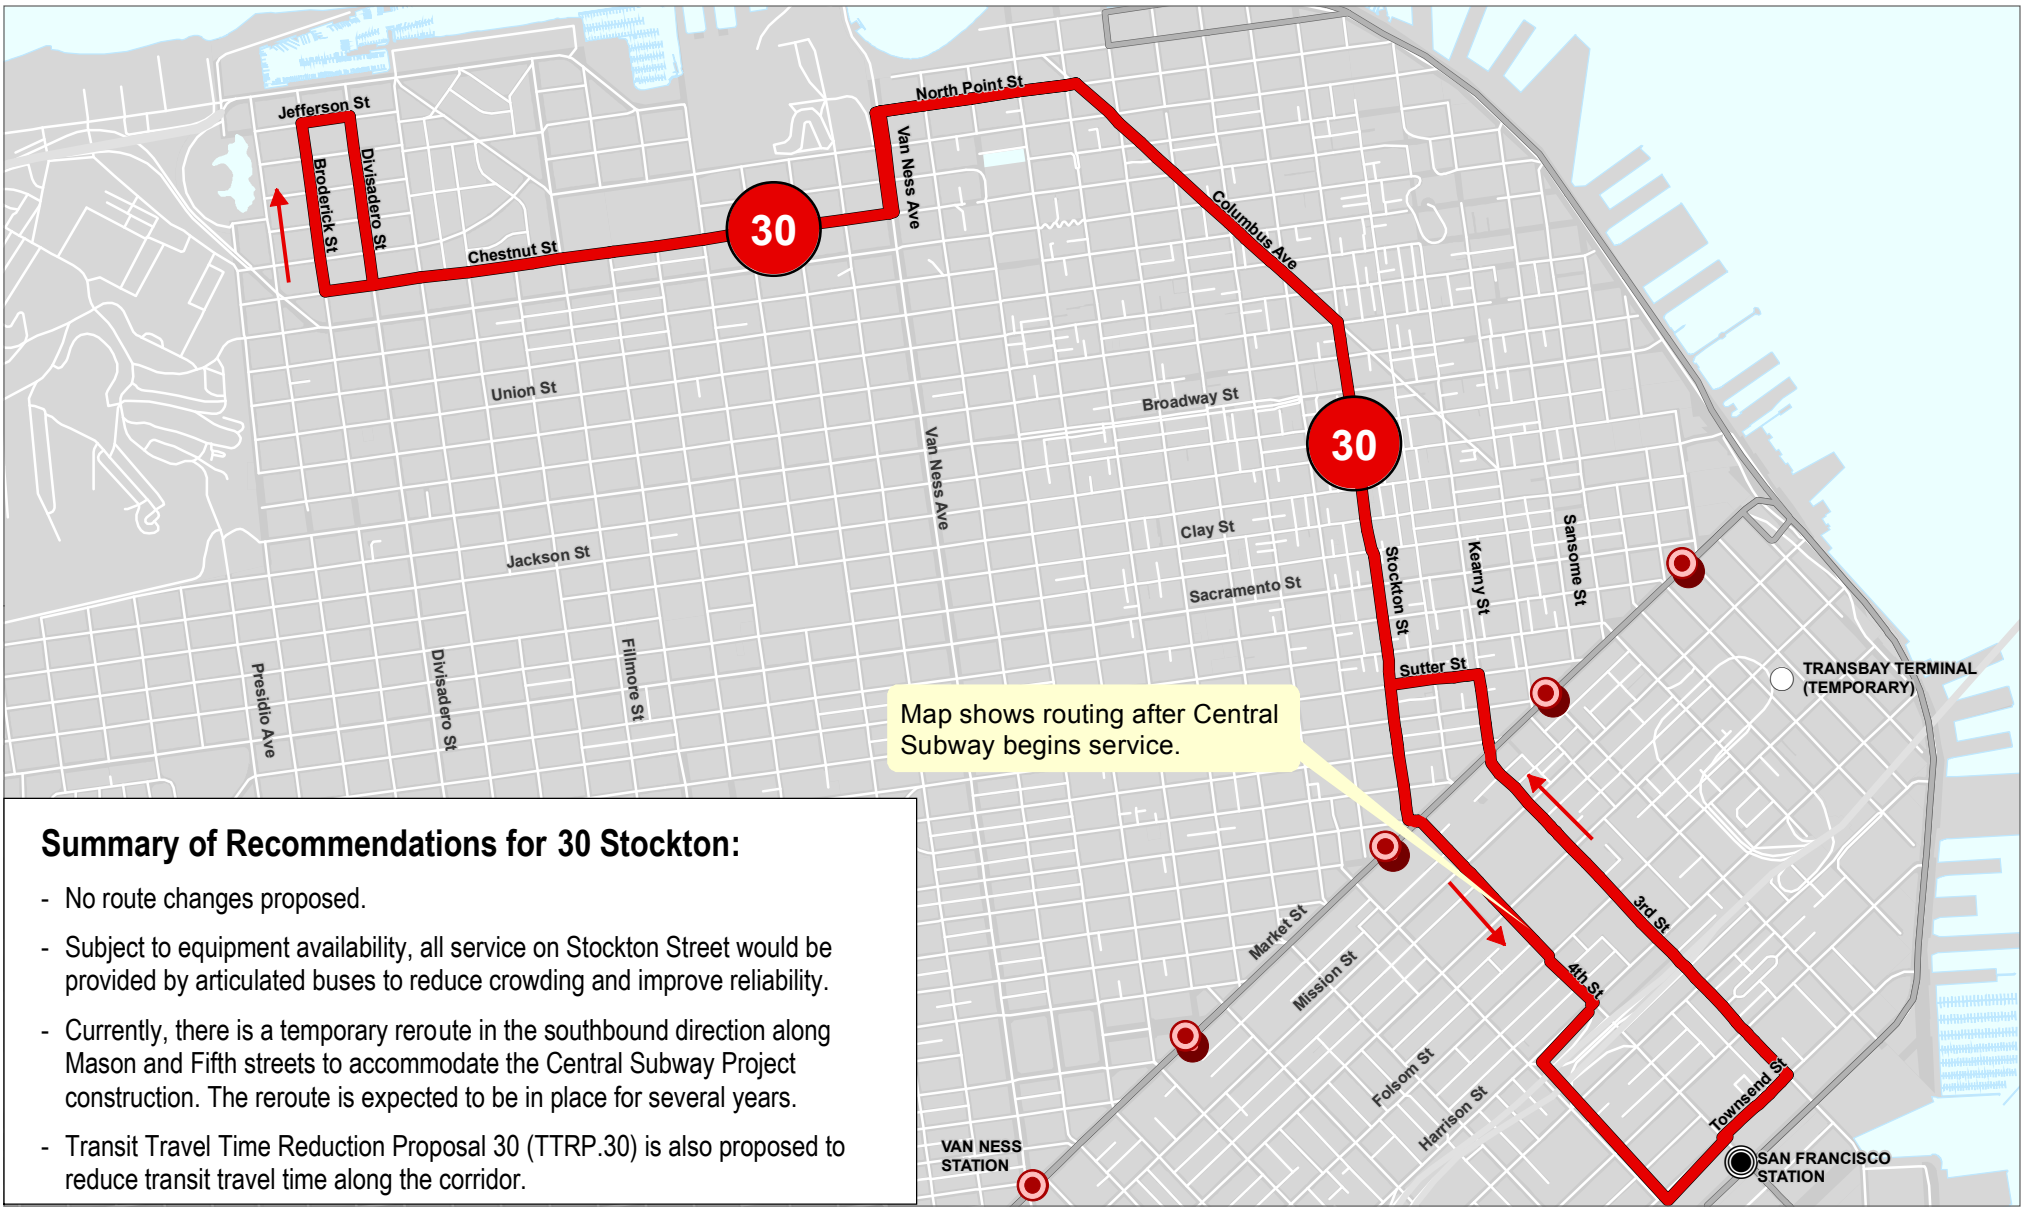 Jefferson St
Broderick St
Divisadero St
Chestnut St
30
Van Ness Ave
North Point St
Columbus Ave
Union St
Broadway St
30
Van Ness Ave
Clay St
Jackson St
Sacramento St
Stockton St
Kearny St
Sansome St
Presidio Ave
Divisadero St
Fillmore St
Sutter St
TRANSBAY TERMINAL
(TEMPORARY)
Map shows routing after Central
Subway begins service.
Market St
Mission St
3rd St
4th St
Folsom St
Harrison St
Townsend St
VAN NESS
STATION
SAN FRANCISCO
STATION
Summary of Recommendations for 30 Stockton:
- No route changes proposed.
- Subject to equipment availability, all service on Stockton Street would be
provided by articulated buses to reduce crowding and improve reliability.
- Currently, there is a temporary reroute in the southbound direction along
Mason and Fifth streets to accommodate the Central Subway Project
construction. The reroute is expected to be in place for several years.
- Transit Travel Time Reduction Proposal 30 (TTRP.30) is also proposed to
reduce transit travel time along the corridor.